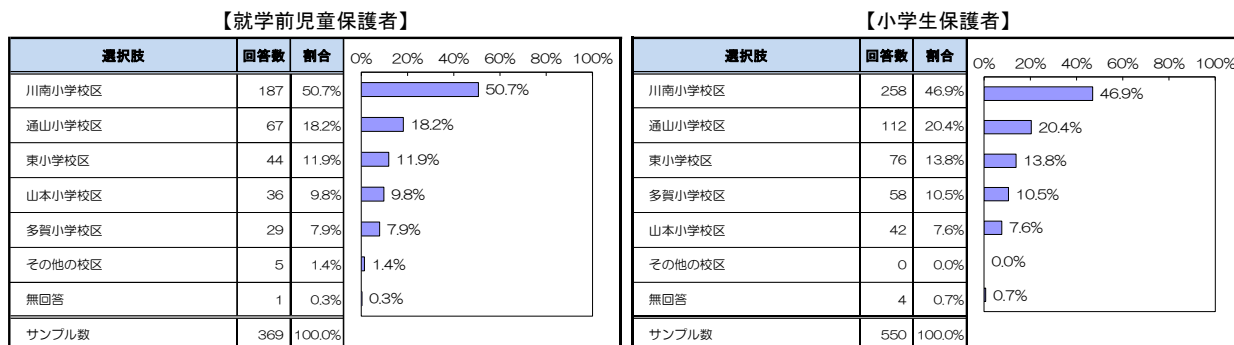 【就学前児童保護者】
選択肢 回答数 割合 0% 20% 40% 60% 80% 100%
川南小学校区 187 50.7% 50.7%
通山小学校区 67 18.2% 18.2%
東小学校区 44 11.9% 11.9%
山本小学校区 36 9.8% 9.8%
多賀小学校区 29 7.9% 7.9%
その他の校区 5 1.4% 1.4%
無回答 1 0.3% 0.3%
サンプル数 369 100.0%
【小学生保護者】
選択肢 回答数 割合 0% 20% 40% 60% 80% 100%
川南小学校区 258 46.9% 46.9%
通山小学校区 112 20.4% 20.4%
東小学校区 76 13.8% 13.8%
多賀小学校区 58 10.5% 10.5%
山本小学校区 42 7.6% 7.6%
その他の校区 0 0.0% 0.0%
無回答 4 0.7% 0.7%
サンプル数 550 100.0%